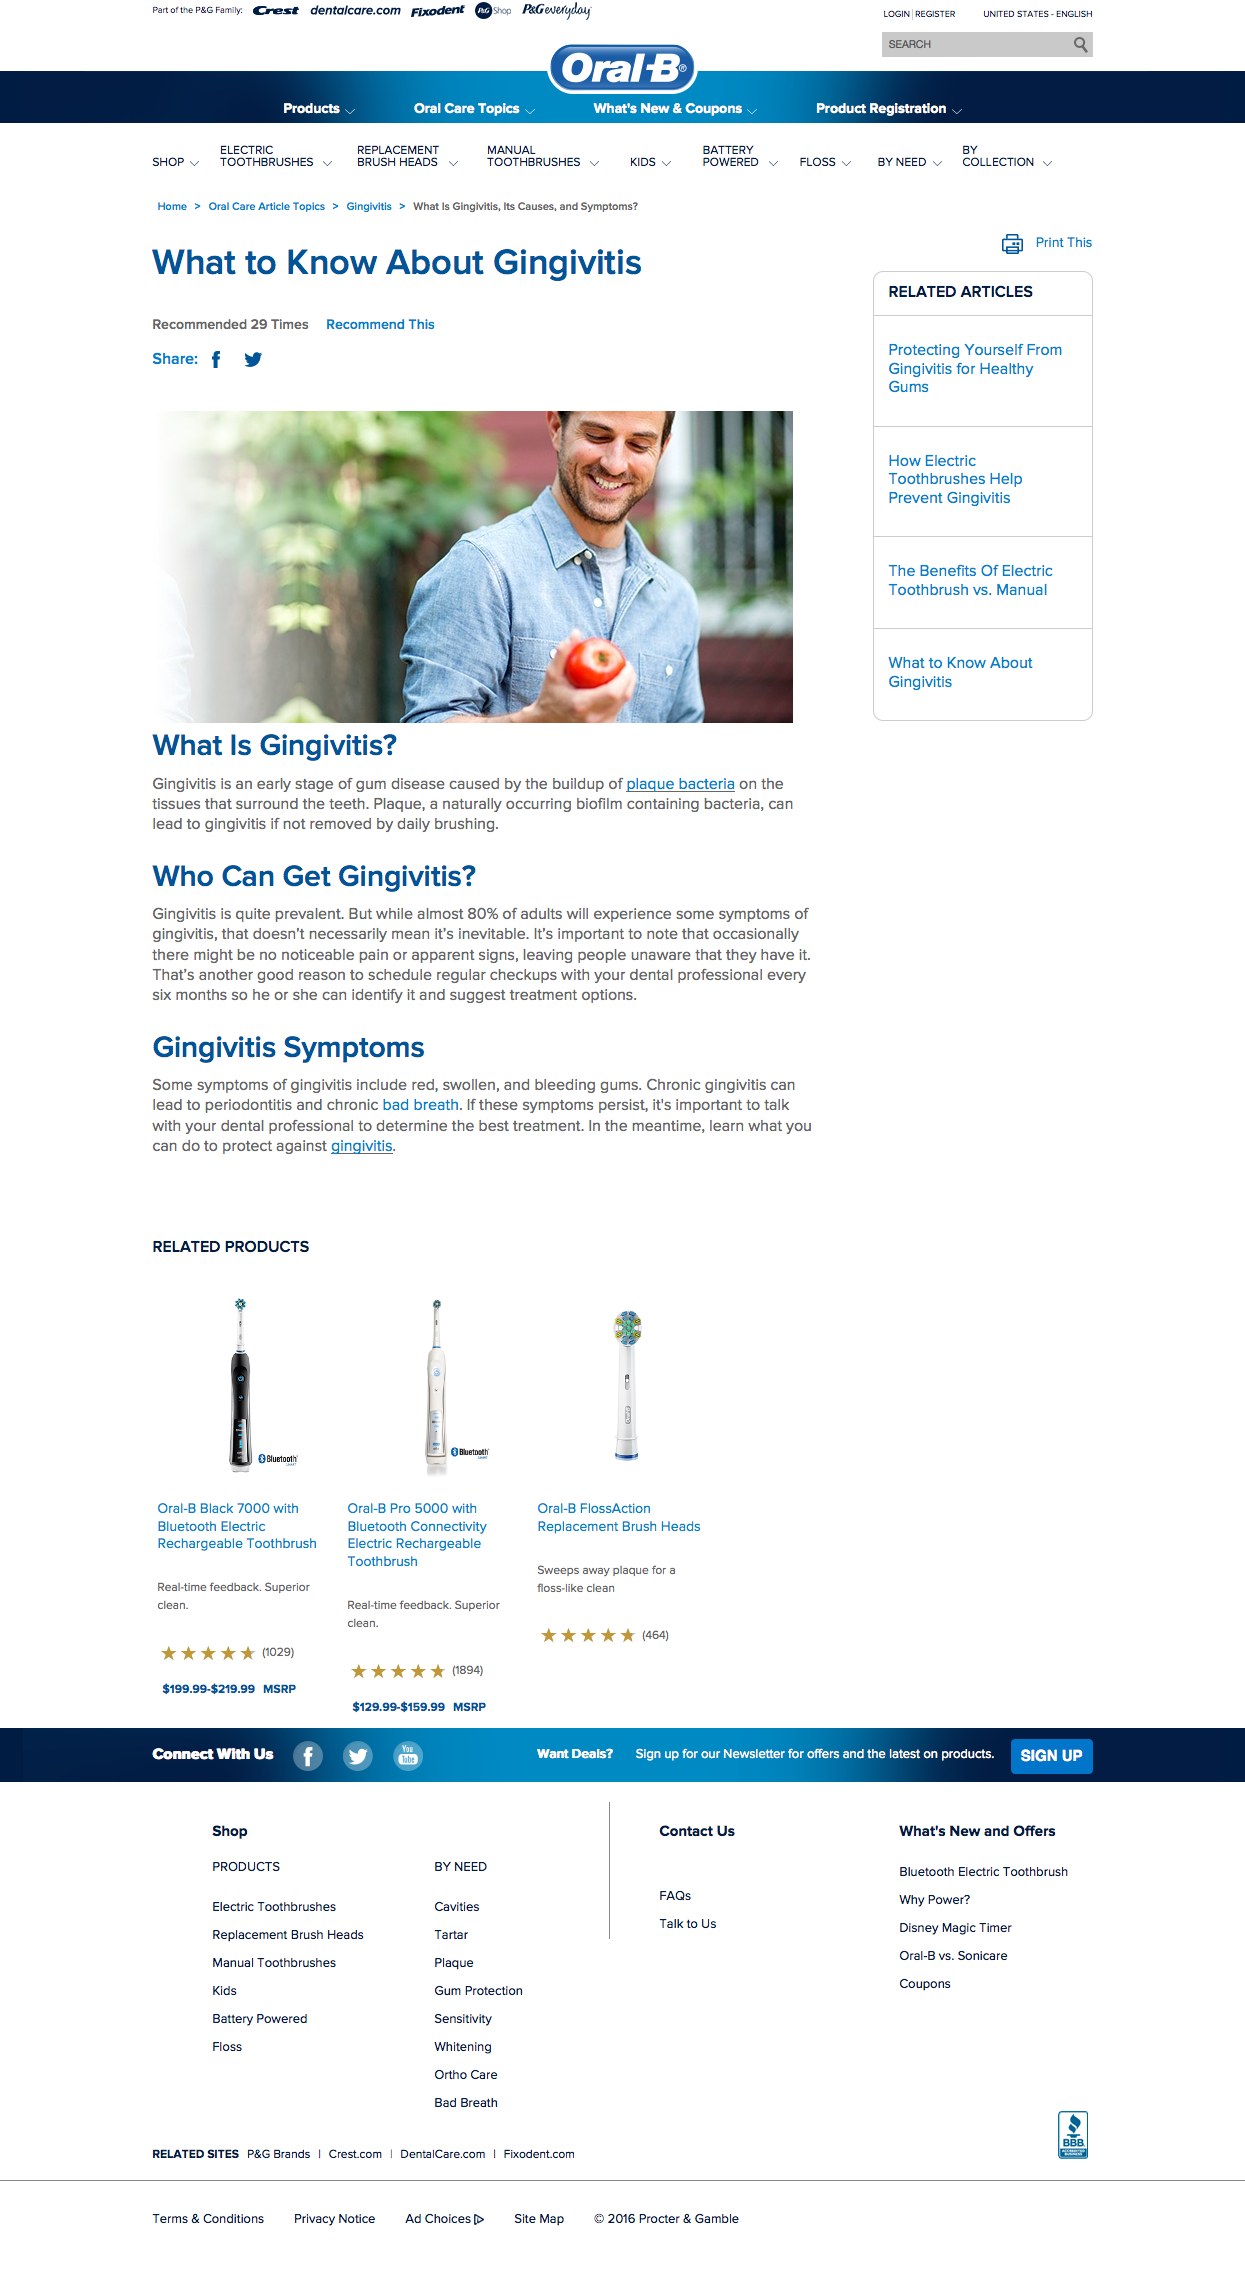 Part of the P&G Family: Crest dentalcare.com Fixodent P&G Shop P&G everyday
LOGIN | REGISTER UNITED STATES - ENGLISH
SEARCH
Oral-B®
Products Oral Care Topics What's New & Coupons Product Registration
SHOP ELECTRIC TOOTHBRUSHES REPLACEMENT BRUSH HEADS MANUAL TOOTHBRUSHES KIDS BATTERY POWERED FLOSS BY NEED BY COLLECTION
Home > Oral Care Article Topics > Gingivitis > What Is Gingivitis, Its Causes, and Symptoms?
Print This
What to Know About Gingivitis
Recommended 29 Times Recommend This
Share:
RELATED ARTICLES
Protecting Yourself From
Gingivitis for Healthy
Gums
How Electric
Toothbrushes Help
Prevent Gingivitis
The Benefits Of Electric
Toothbrush vs. Manual
What to Know About
Gingivitis
What Is Gingivitis?
Gingivitis is an early stage of gum disease caused by the buildup of plaque bacteria on the
tissues that surround the teeth. Plaque, a naturally occurring biofilm containing bacteria, can
lead to gingivitis if not removed by daily brushing.
Who Can Get Gingivitis?
Gingivitis is quite prevalent. But while almost 80% of adults will experience some symptoms of
gingivitis, that doesn’t necessarily mean it’s inevitable. It’s important to note that occasionally
there might be no noticeable pain or apparent signs, leaving people unaware that they have it.
That’s another good reason to schedule regular checkups with your dental professional every
six months so he or she can identify it and suggest treatment options.
Gingivitis Symptoms
Some symptoms of gingivitis include red, swollen, and bleeding gums. Chronic gingivitis can
lead to periodontitis and chronic bad breath. If these symptoms persist, it's important to talk
with your dental professional to determine the best treatment. In the meantime, learn what you
can do to protect against gingivitis.
RELATED PRODUCTS
Bluetooth
Bluetooth
Oral-B
Oral-B Black 7000 with
Bluetooth Electric
Rechargeable Toothbrush
Real-time feedback. Superior
clean.
(1029)
$199.99-$219.99 MSRP
Oral-B Pro 5000 with
Bluetooth Connectivity
Electric Rechargeable
Toothbrush
Real-time feedback. Superior
clean.
(1894)
$129.99-$159.99 MSRP
Oral-B FlossAction
Replacement Brush Heads
Sweeps away plaque for a
floss-like clean
(464)
Connect With Us You Tube Want Deals? Sign up for our Newsletter for offers and the latest on products. SIGN UP
Shop
PRODUCTS
Electric Toothbrushes
Replacement Brush Heads
Manual Toothbrushes
Kids
Battery Powered
Floss
BY NEED
Cavities
Tartar
Plaque
Gum Protection
Sensitivity
Whitening
Ortho Care
Bad Breath
Contact Us
FAQs
Talk to Us
What's New and Offers
Bluetooth Electric Toothbrush
Why Power?
Disney Magic Timer
Oral-B vs. Sonicare
Coupons
BBB
ACCREDITED
BUSINESS
RELATED SITES P&G Brands | Crest.com | DentalCare.com | Fixodent.com
Terms & Conditions Privacy Notice Ad Choices Site Map © 2016 Procter & Gamble